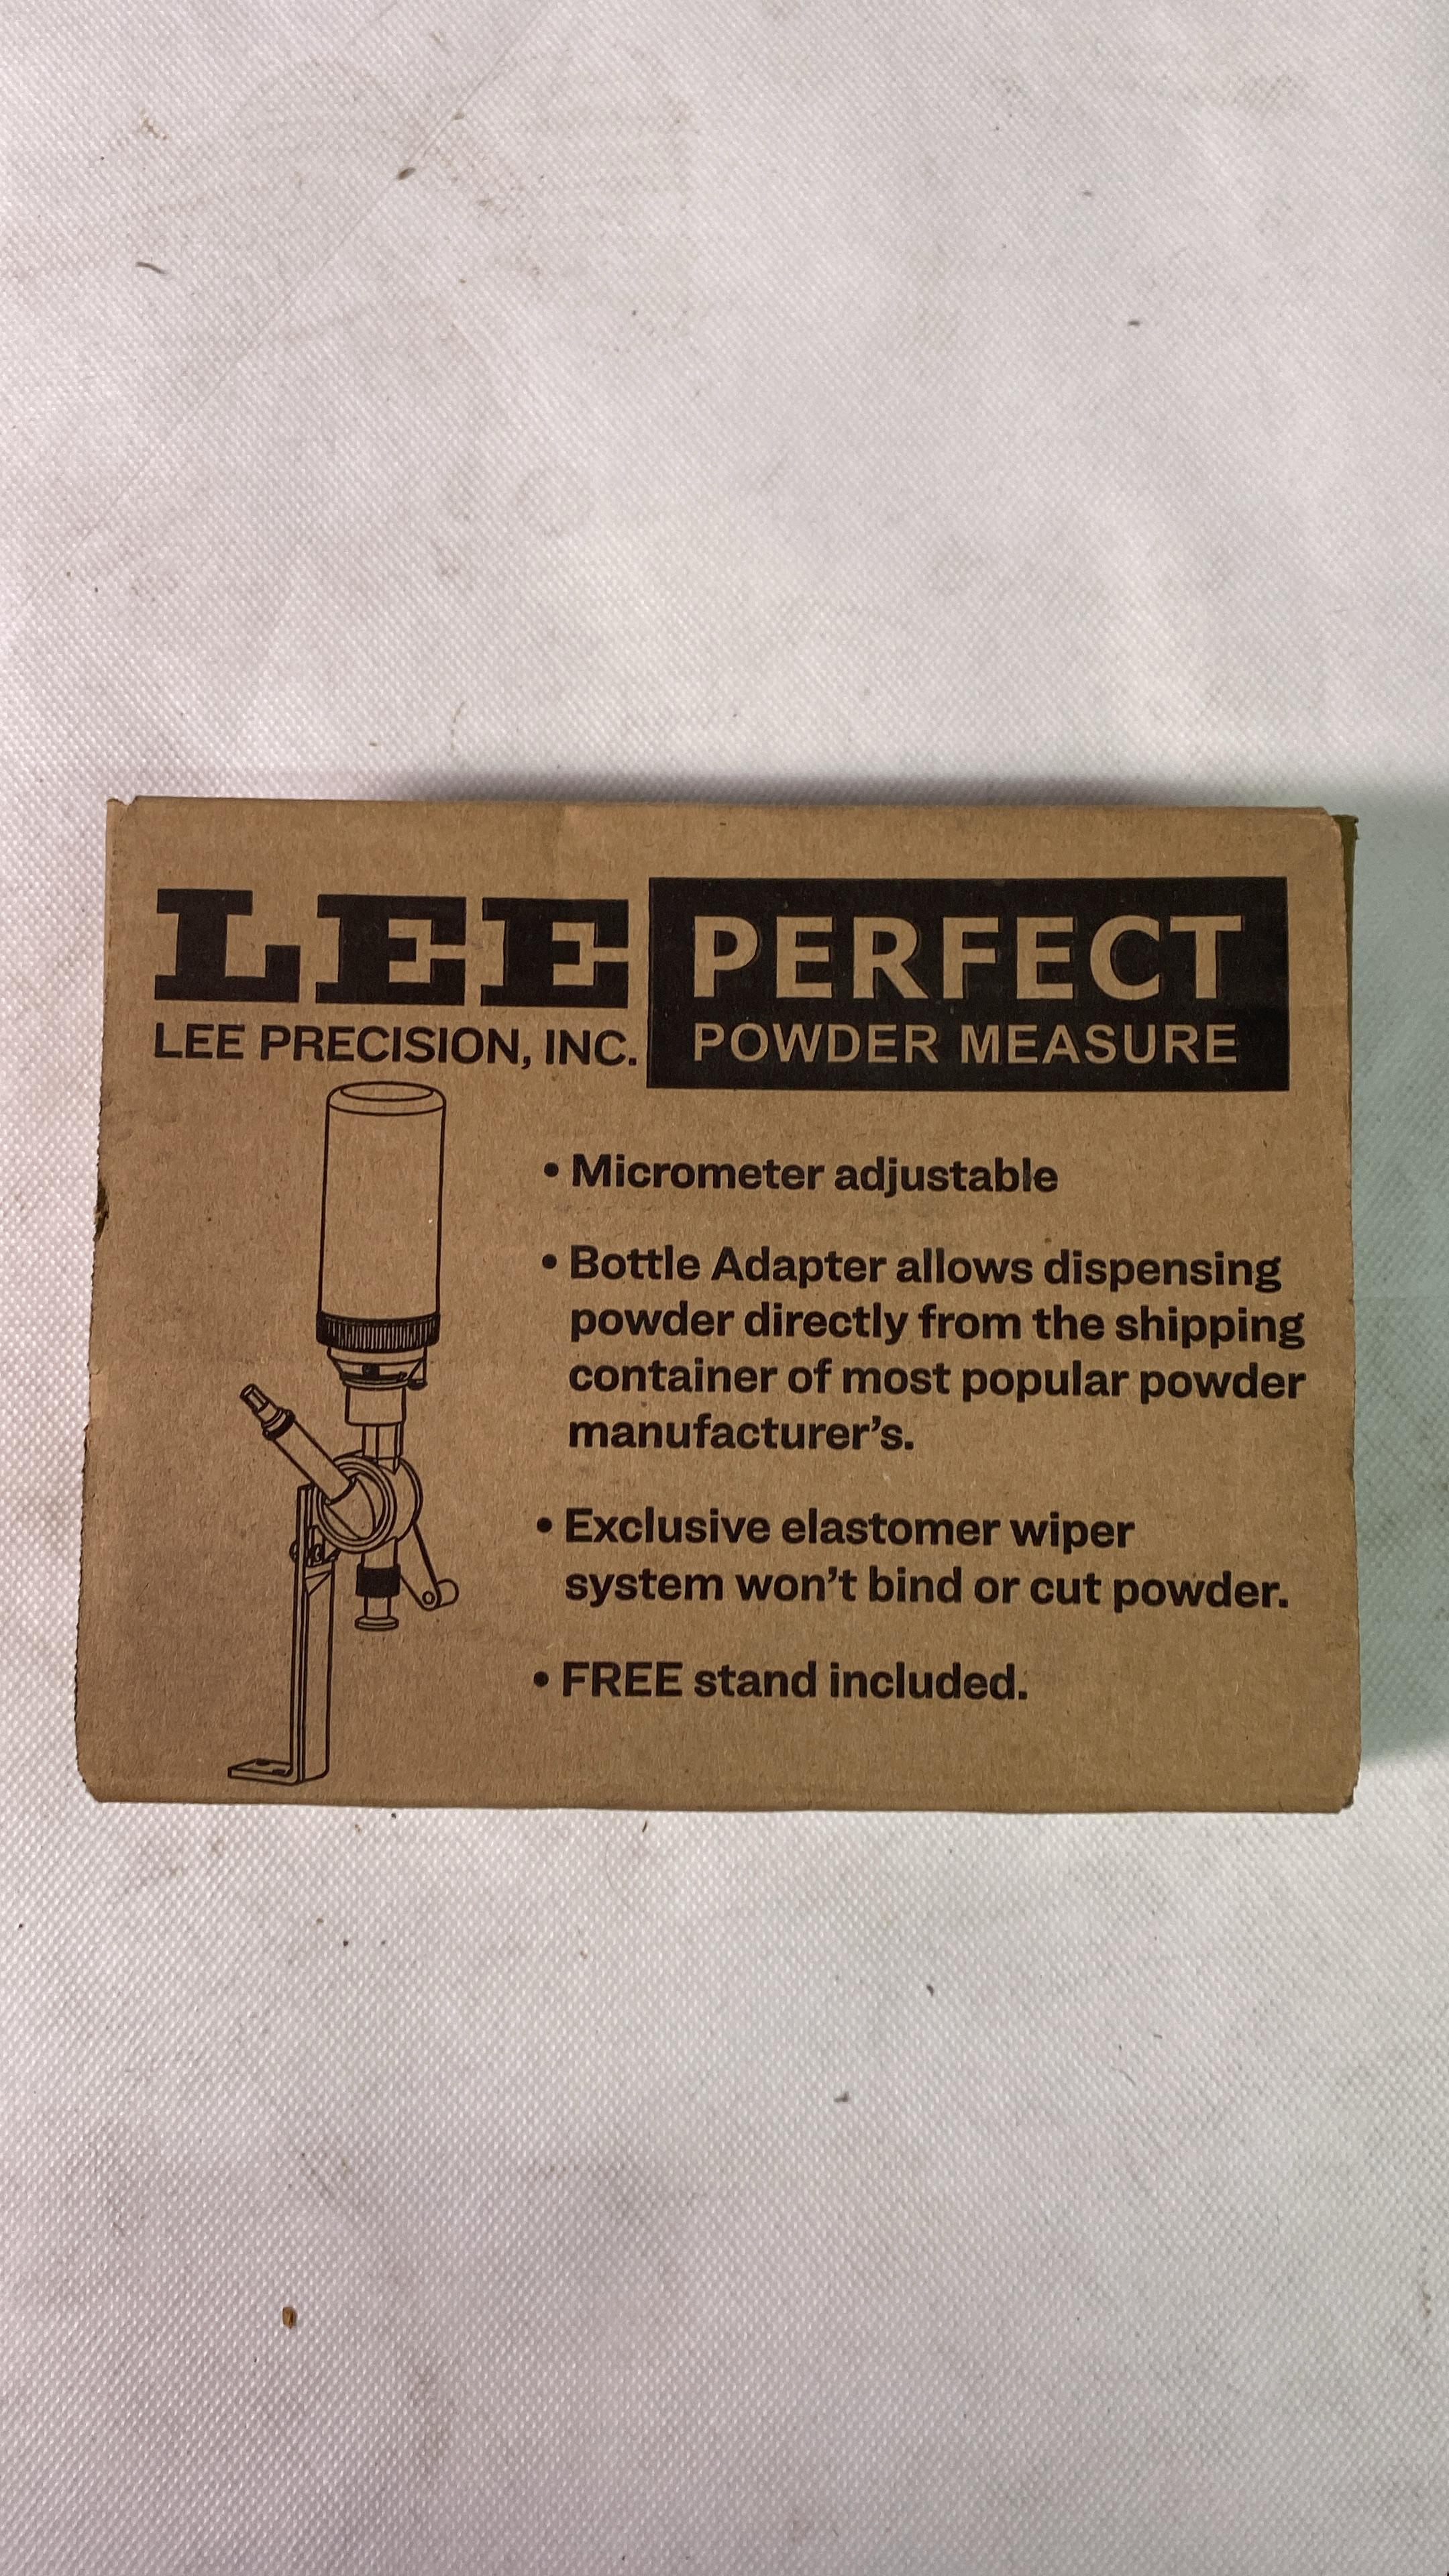 LEE
LEE PRECISION, INC.
PERFECT
POWDER MEASURE
• Micrometer adjustable
• Bottle Adapter allows dispensing
powder directly from the shipping
container of most popular powder
manufacturer’s.
• Exclusive elastomer wiper
system won’t bind or cut powder.
• FREE stand included.